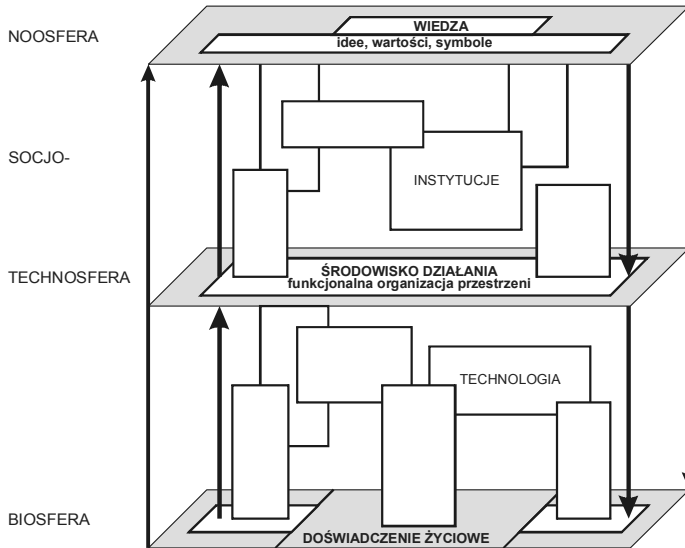 NOOSFERA
WIEDZA
idee, wartości, symbole
SOCJO-
INSTYTUCJE
TECHNOSFERA
ŚRODOWISKO DZIAŁANIA
funkcjonalna organizacja przestrzeni
TECHNOLOGIA
BIOSFERA
DOŚWIADCZENIE ŻYCIOWE